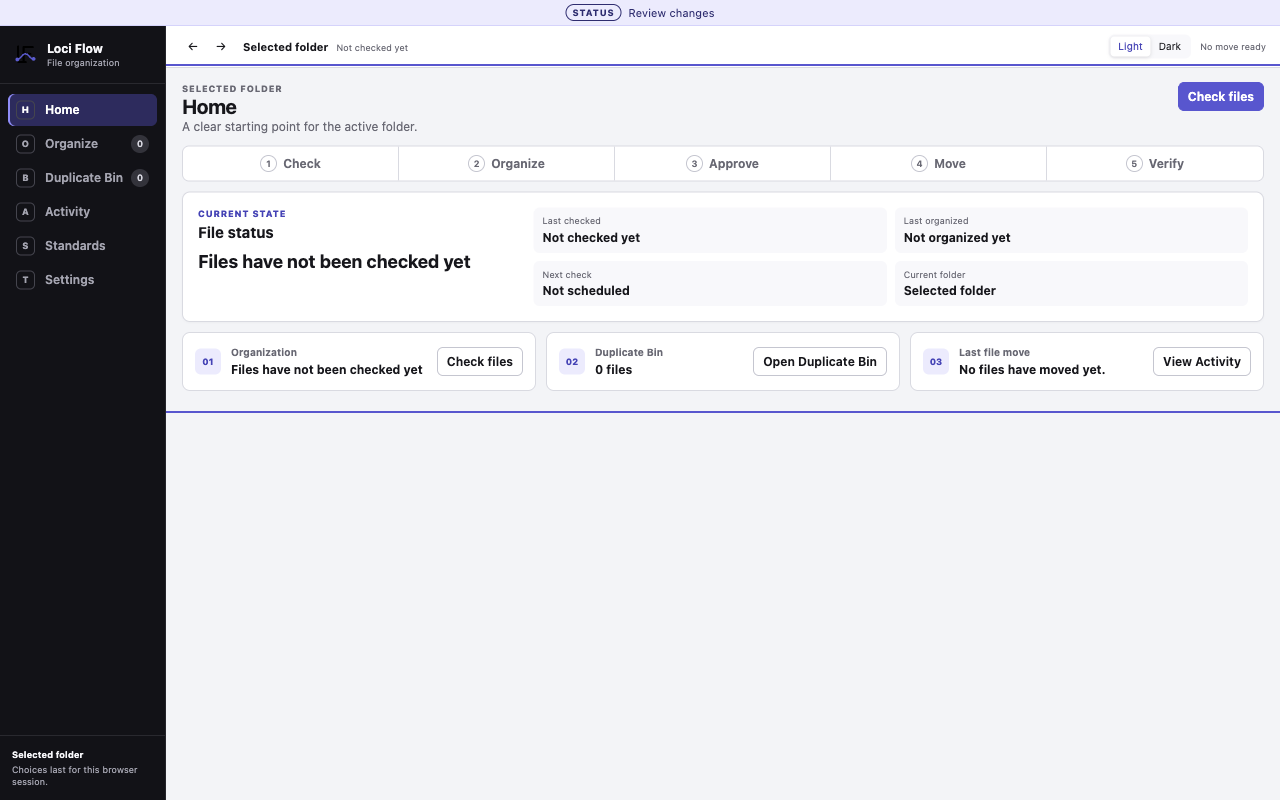 STATUS Review changes
Loci Flow
File organization
H Home
O Organize 0
B Duplicate Bin 0
A Activity
S Standards
T Settings
Selected folder
Choices last for this browser
session.
← → Selected folder Not checked yet
Light Dark No move ready
SELECTED FOLDER
Home
A clear starting point for the active folder.
Check files
1 Check
2 Organize
3 Approve
4 Move
5 Verify
CURRENT STATE
File status
Files have not been checked yet
Last checked
Not checked yet
Last organized
Not organized yet
Next check
Not scheduled
Current folder
Selected folder
01
Organization
Files have not been checked yet
Check files
02
Duplicate Bin
0 files
Open Duplicate Bin
03
Last file move
No files have moved yet.
View Activity